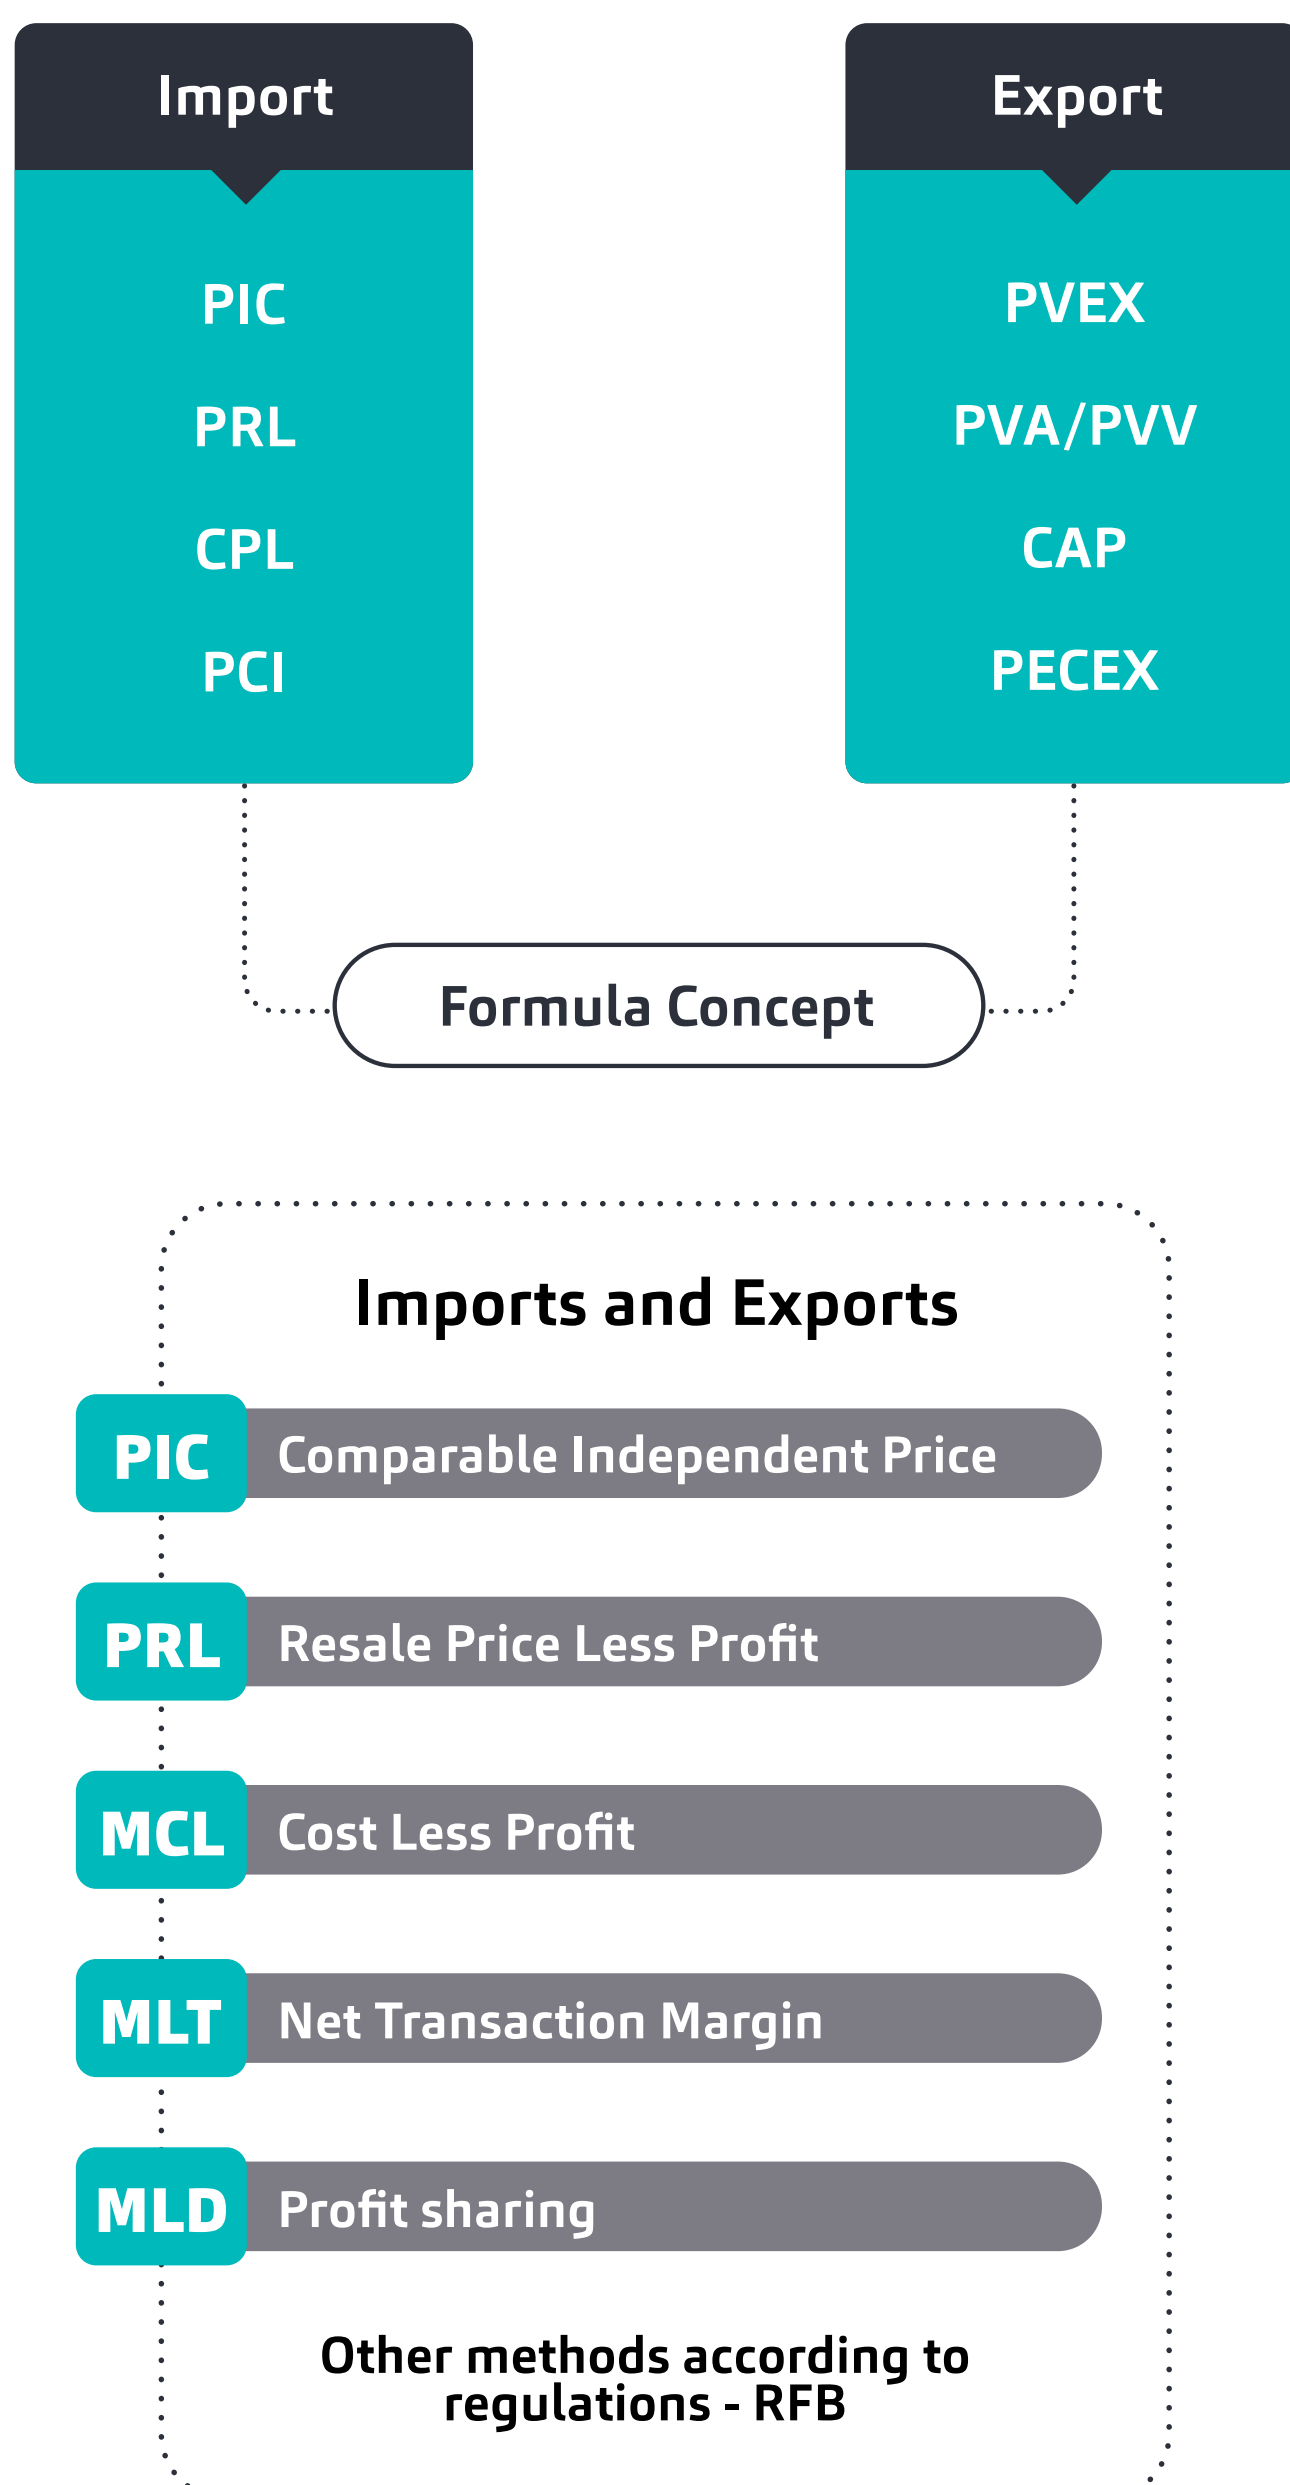 Import
PIC
PRL
CPL
PCI
Export
PVEX
PVA/PVV
CAP
PECEX
Formula Concept
Imports and Exports
PIC Comparable Independent Price
PRL Resale Price Less Profit
MCL Cost Less Profit
MLT Net Transaction Margin
MLD Profit sharing
Other methods according to
regulations - RFB